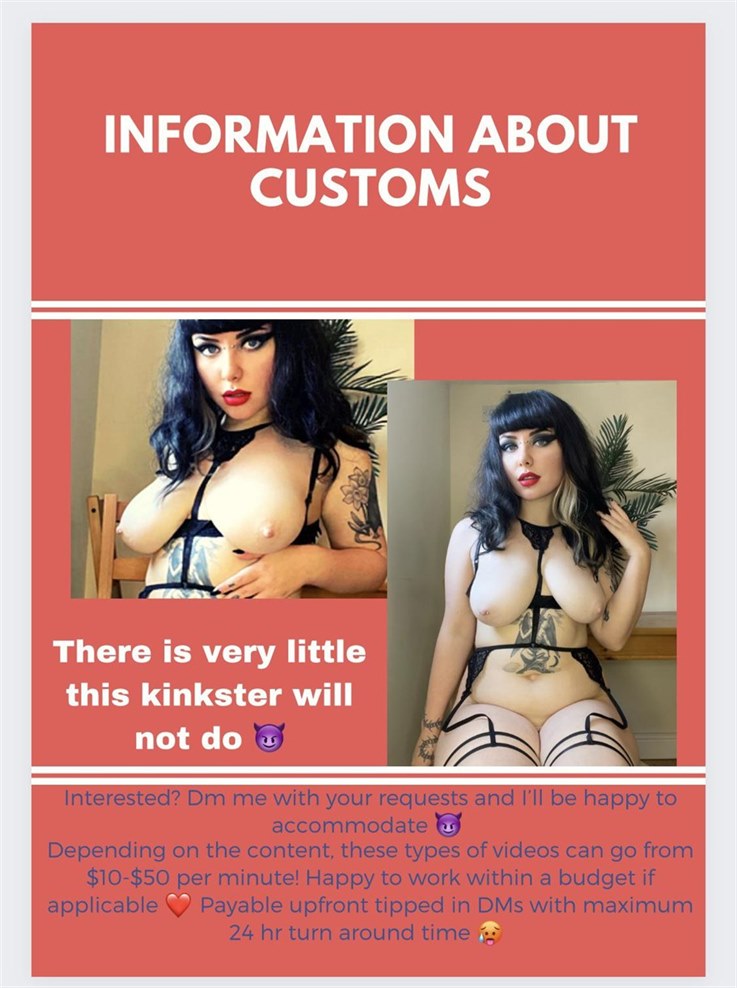 INFORMATION ABOUT
CUSTOMS
There is very little
this kinkster will
not do 😈
Interested? Dm me with your requests and I’ll be happy to
accommodate 😈
Depending on the content, these types of videos can go from
$10-$50 per minute! Happy to work within a budget if
applicable ❤️ Payable upfront tipped in DMs with maximum
24 hr turn around time 🥵